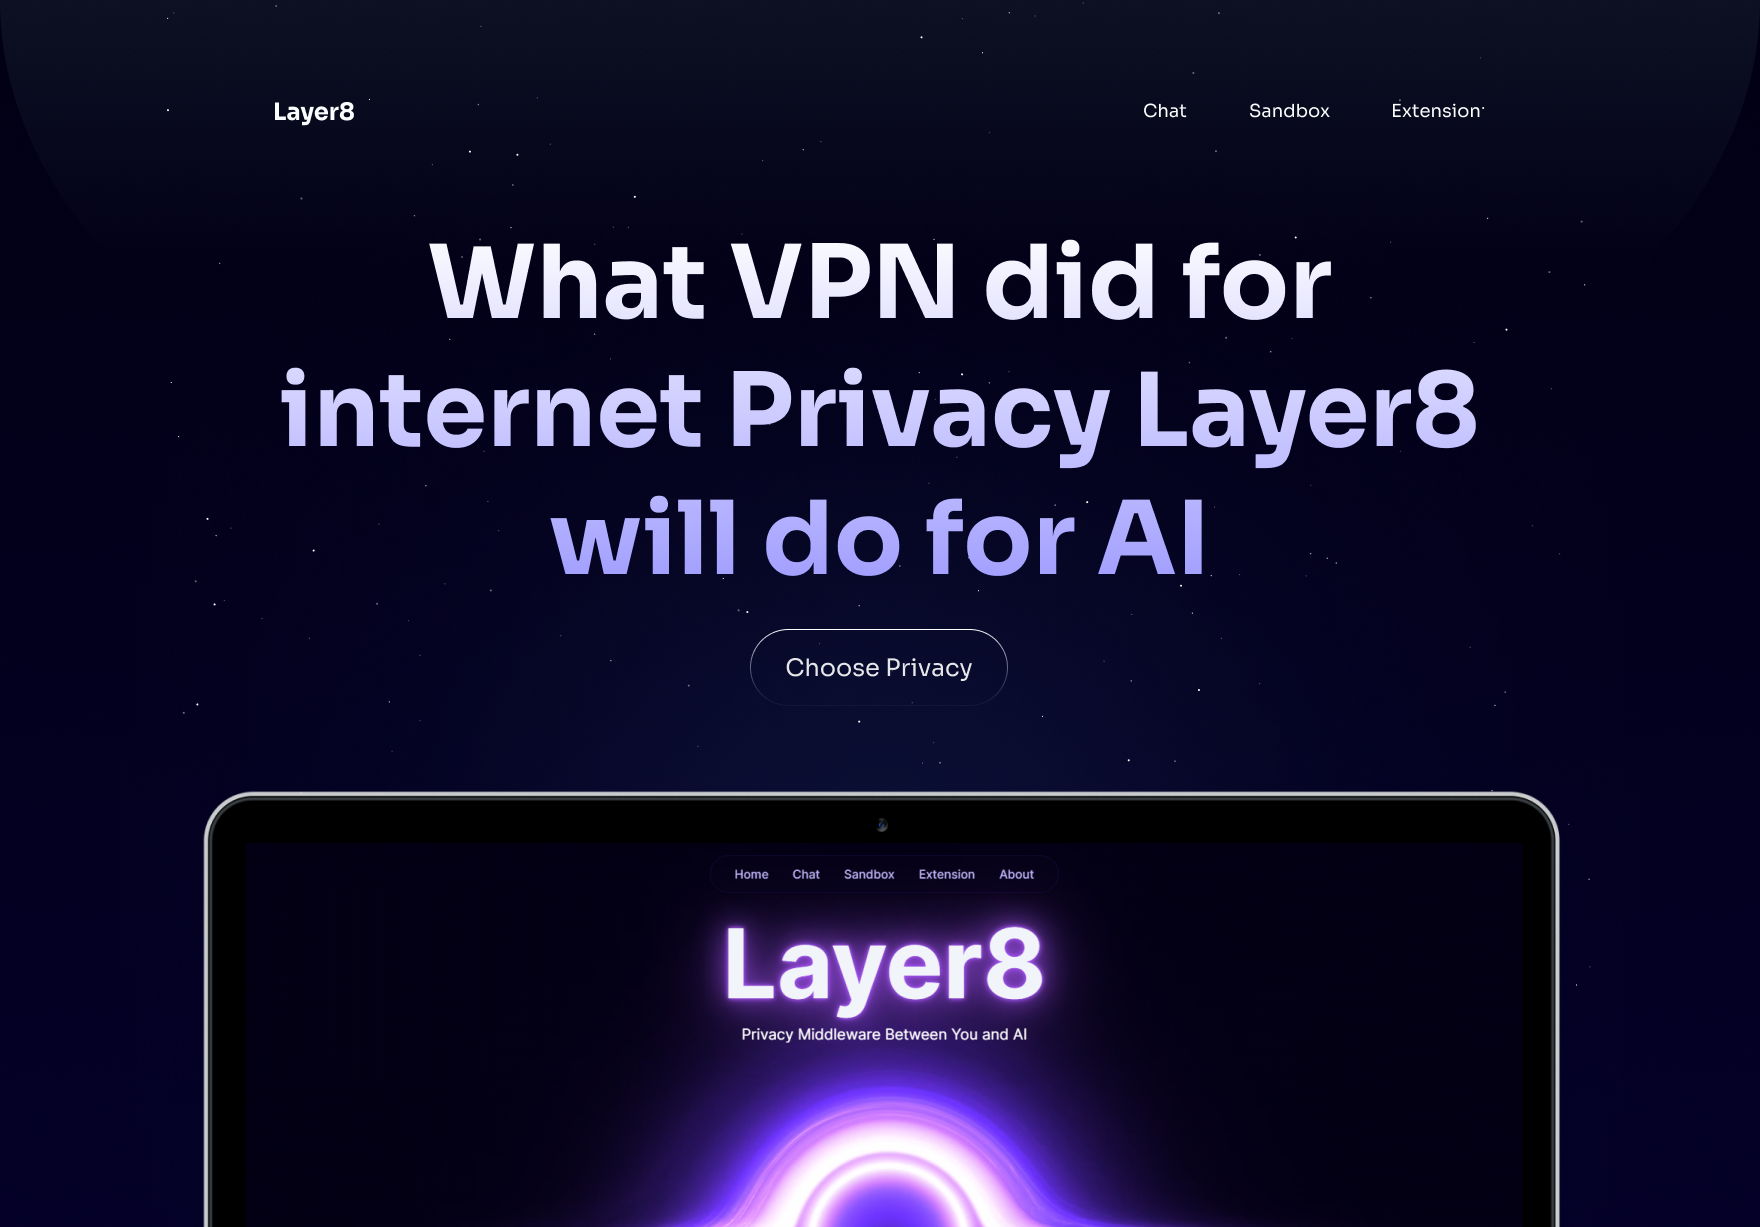 Layer8
Chat Sandbox Extension
What VPN did for
internet Privacy Layer8
will do for AI
Choose Privacy
Home Chat Sandbox Extension About
Layer8
Privacy Middleware Between You and AI